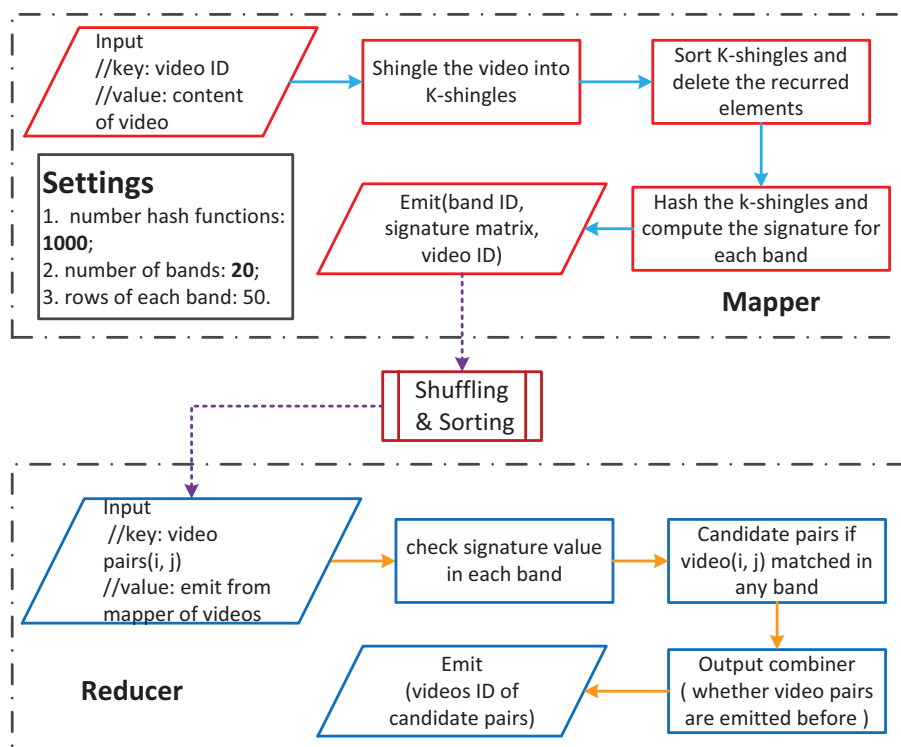 Input
//key: video ID
//value: content
of video
Shingle the video into
K-shingles
Sort K-shingles and
delete the recurred
elements
Settings
1. number hash functions:
1000;
2. number of bands: 20;
3. rows of each band: 50.
Emit(band ID,
signature matrix,
video ID)
Hash the k-shingles and
compute the signature for
each band
Mapper
Shuffling
& Sorting
Input
//key: video
pairs(i, j)
//value: emit from
mapper of videos
check signature value
in each band
Candidate pairs if
video(i, j) matched in
any band
Reducer
Emit
(videos ID of
candidate pairs)
Output combiner
( whether video pairs
are emitted before )